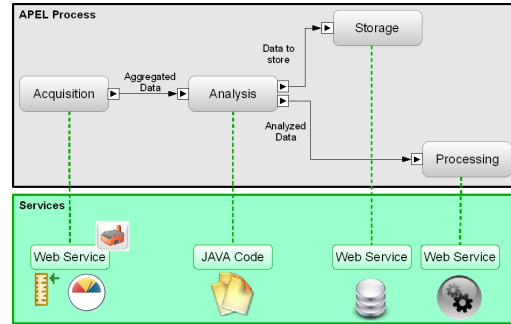 APEL Process
Storage
Data to
store
Aggregated
Data
Acquisition
Analysis
Analyzed
Data
Processing
Services
Web Service
JAVA Code
Web Service
Web Service